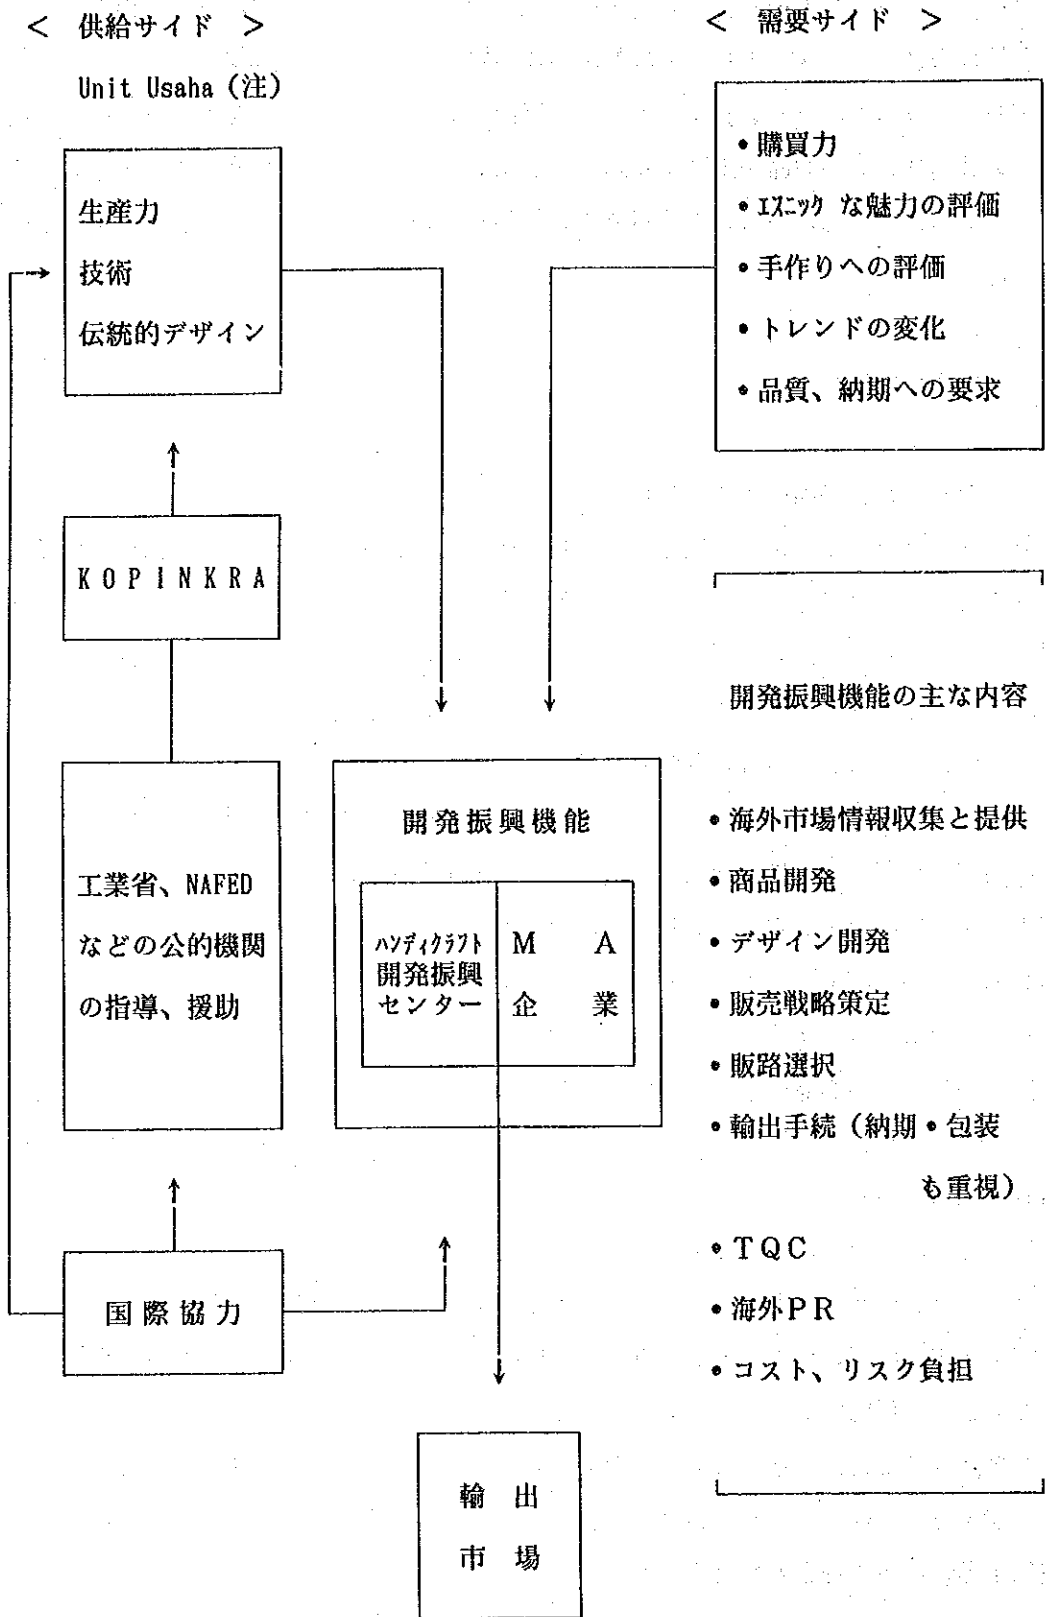 < 供給サイド >
Unit Usaha（注）
生産力
技術
伝統的デザイン
KOPINKRA
工業省、NAFED
などの公的機関
の指導、援助
国際協力
開発振興機能
ハンディクラフト
開発振興
センター
MA
企業
輸出
市場
< 需要サイド >
•購買力
•エスニックな魅力の評価
•手作りへの評価
•トレンドの変化
•品質、納期への要求
開発振興機能の主な内容
•海外市場情報収集と提供
•商品開発
•デザイン開発
•販売戦略策定
•販路選択
•輸出手続（納期•包装
も重視）
•TQC
•海外PR
•コスト、リスク負担